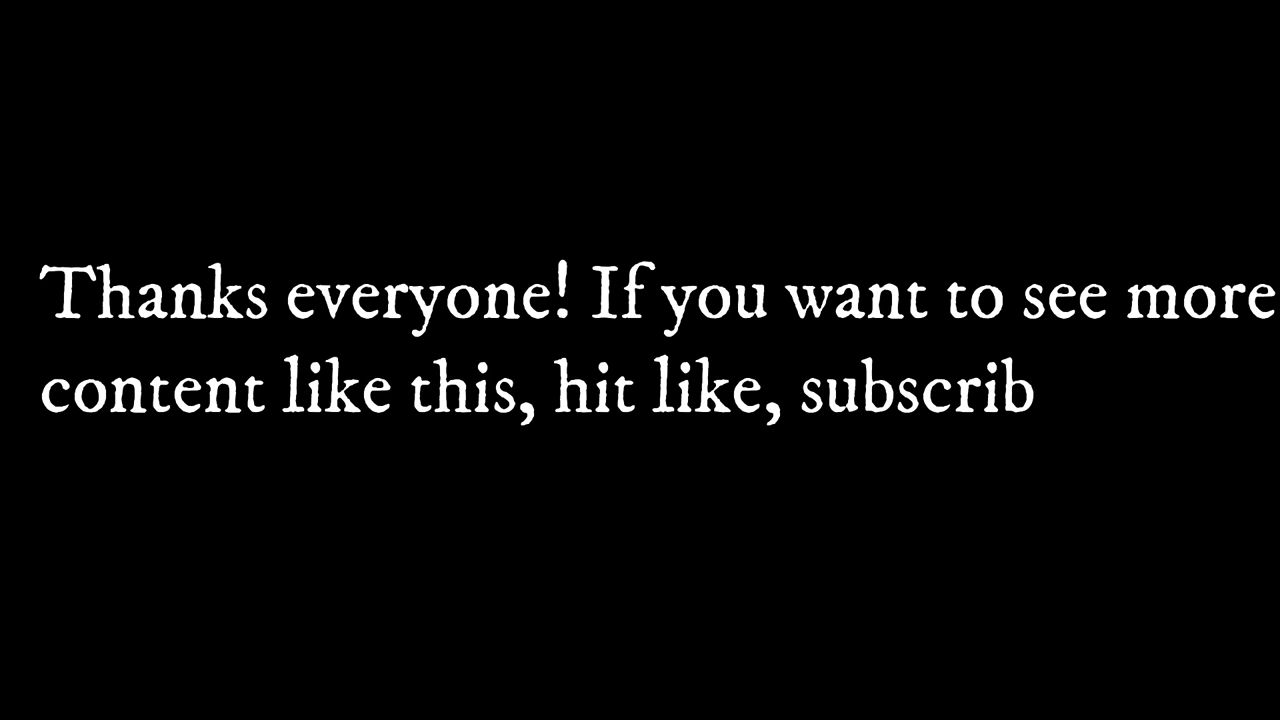 Thanks everyone! If you want to see more
content like this, hit like, subscrib